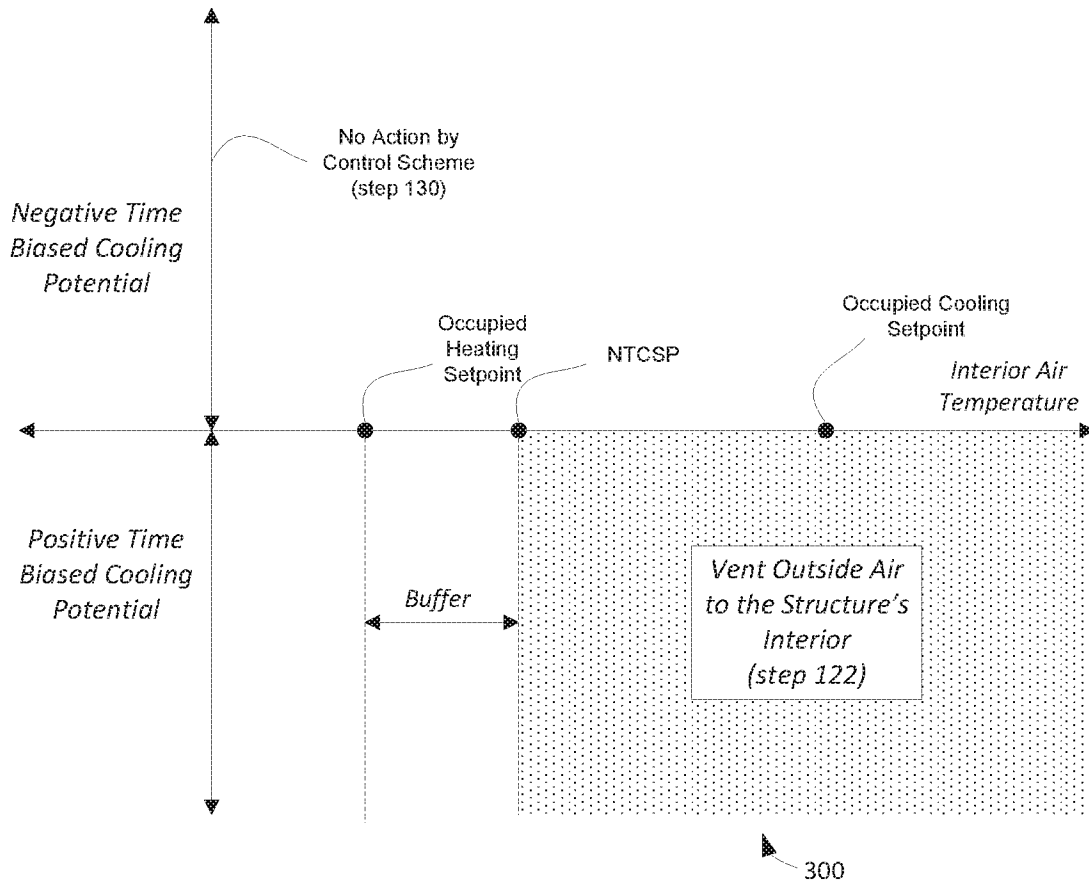 No Action by
Control Scheme
(step 130)
Negative Time
Biased Cooling
Potential
Occupied
Heating
Setpoint
NTCSP
Occupied Cooling
Setpoint
Interior Air
Temperature
Positive Time
Biased Cooling
Potential
Buffer
Vent Outside Air
to the Structure's
Interior
(step 122)
300